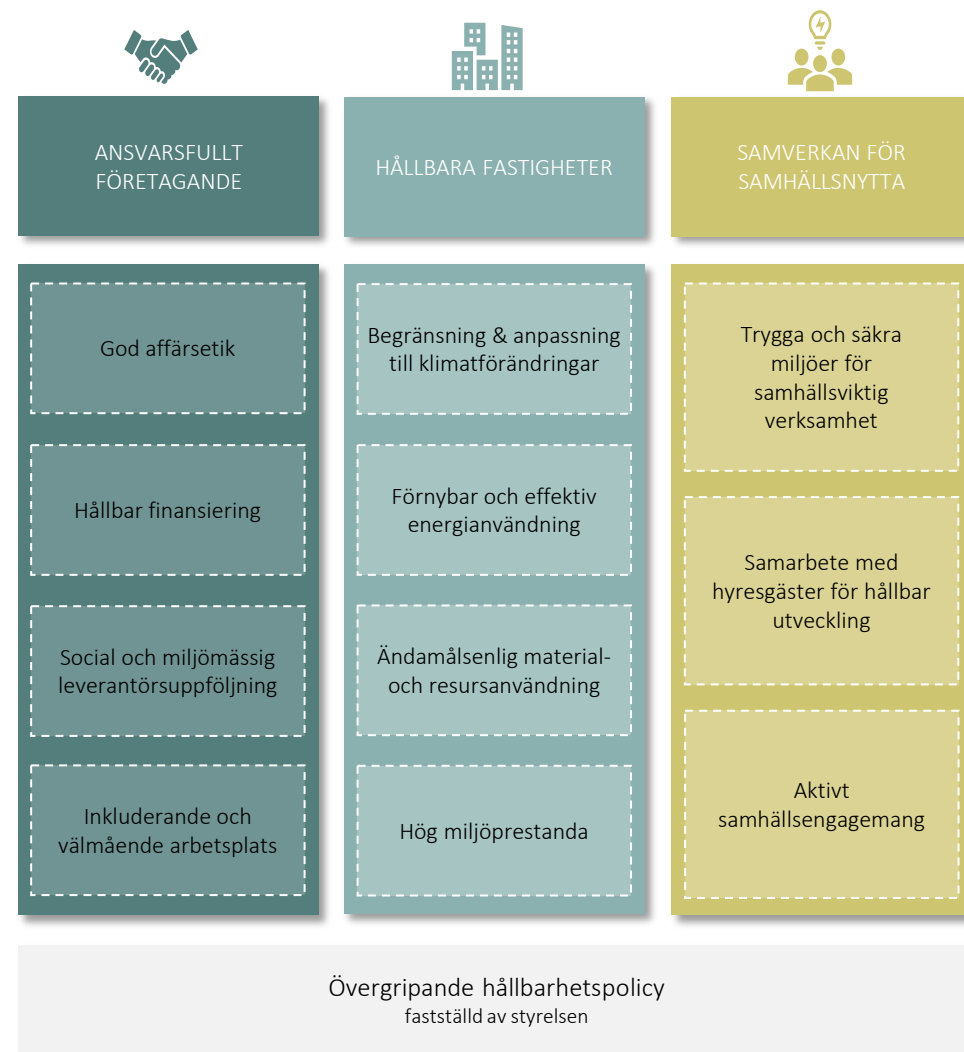 ANSVARSFULLT
FÖRETAGANDE
God affärsetik
Hållbar finansiering
Social och miljömässig
leverantörsuppföljning
Inkluderande och
välmående arbetsplats
HÅLLBARA FASTIGHETER
Begränsning & anpassning
till klimatförändringar
Förnybar och effektiv
energianvändning
Ändamålsenlig material-
och resursanvändning
Hög miljöprestanda
SAMVERKAN FÖR
SAMHÄLLSNYTTA
Trygga och säkra
miljöer för
samhällsviktig
verksamhet
Samarbete med
hyresgäster för hållbar
utveckling
Aktivt
samhällsengagemang
Övergripande hållbarhetspolicy
fastställd av styrelsen